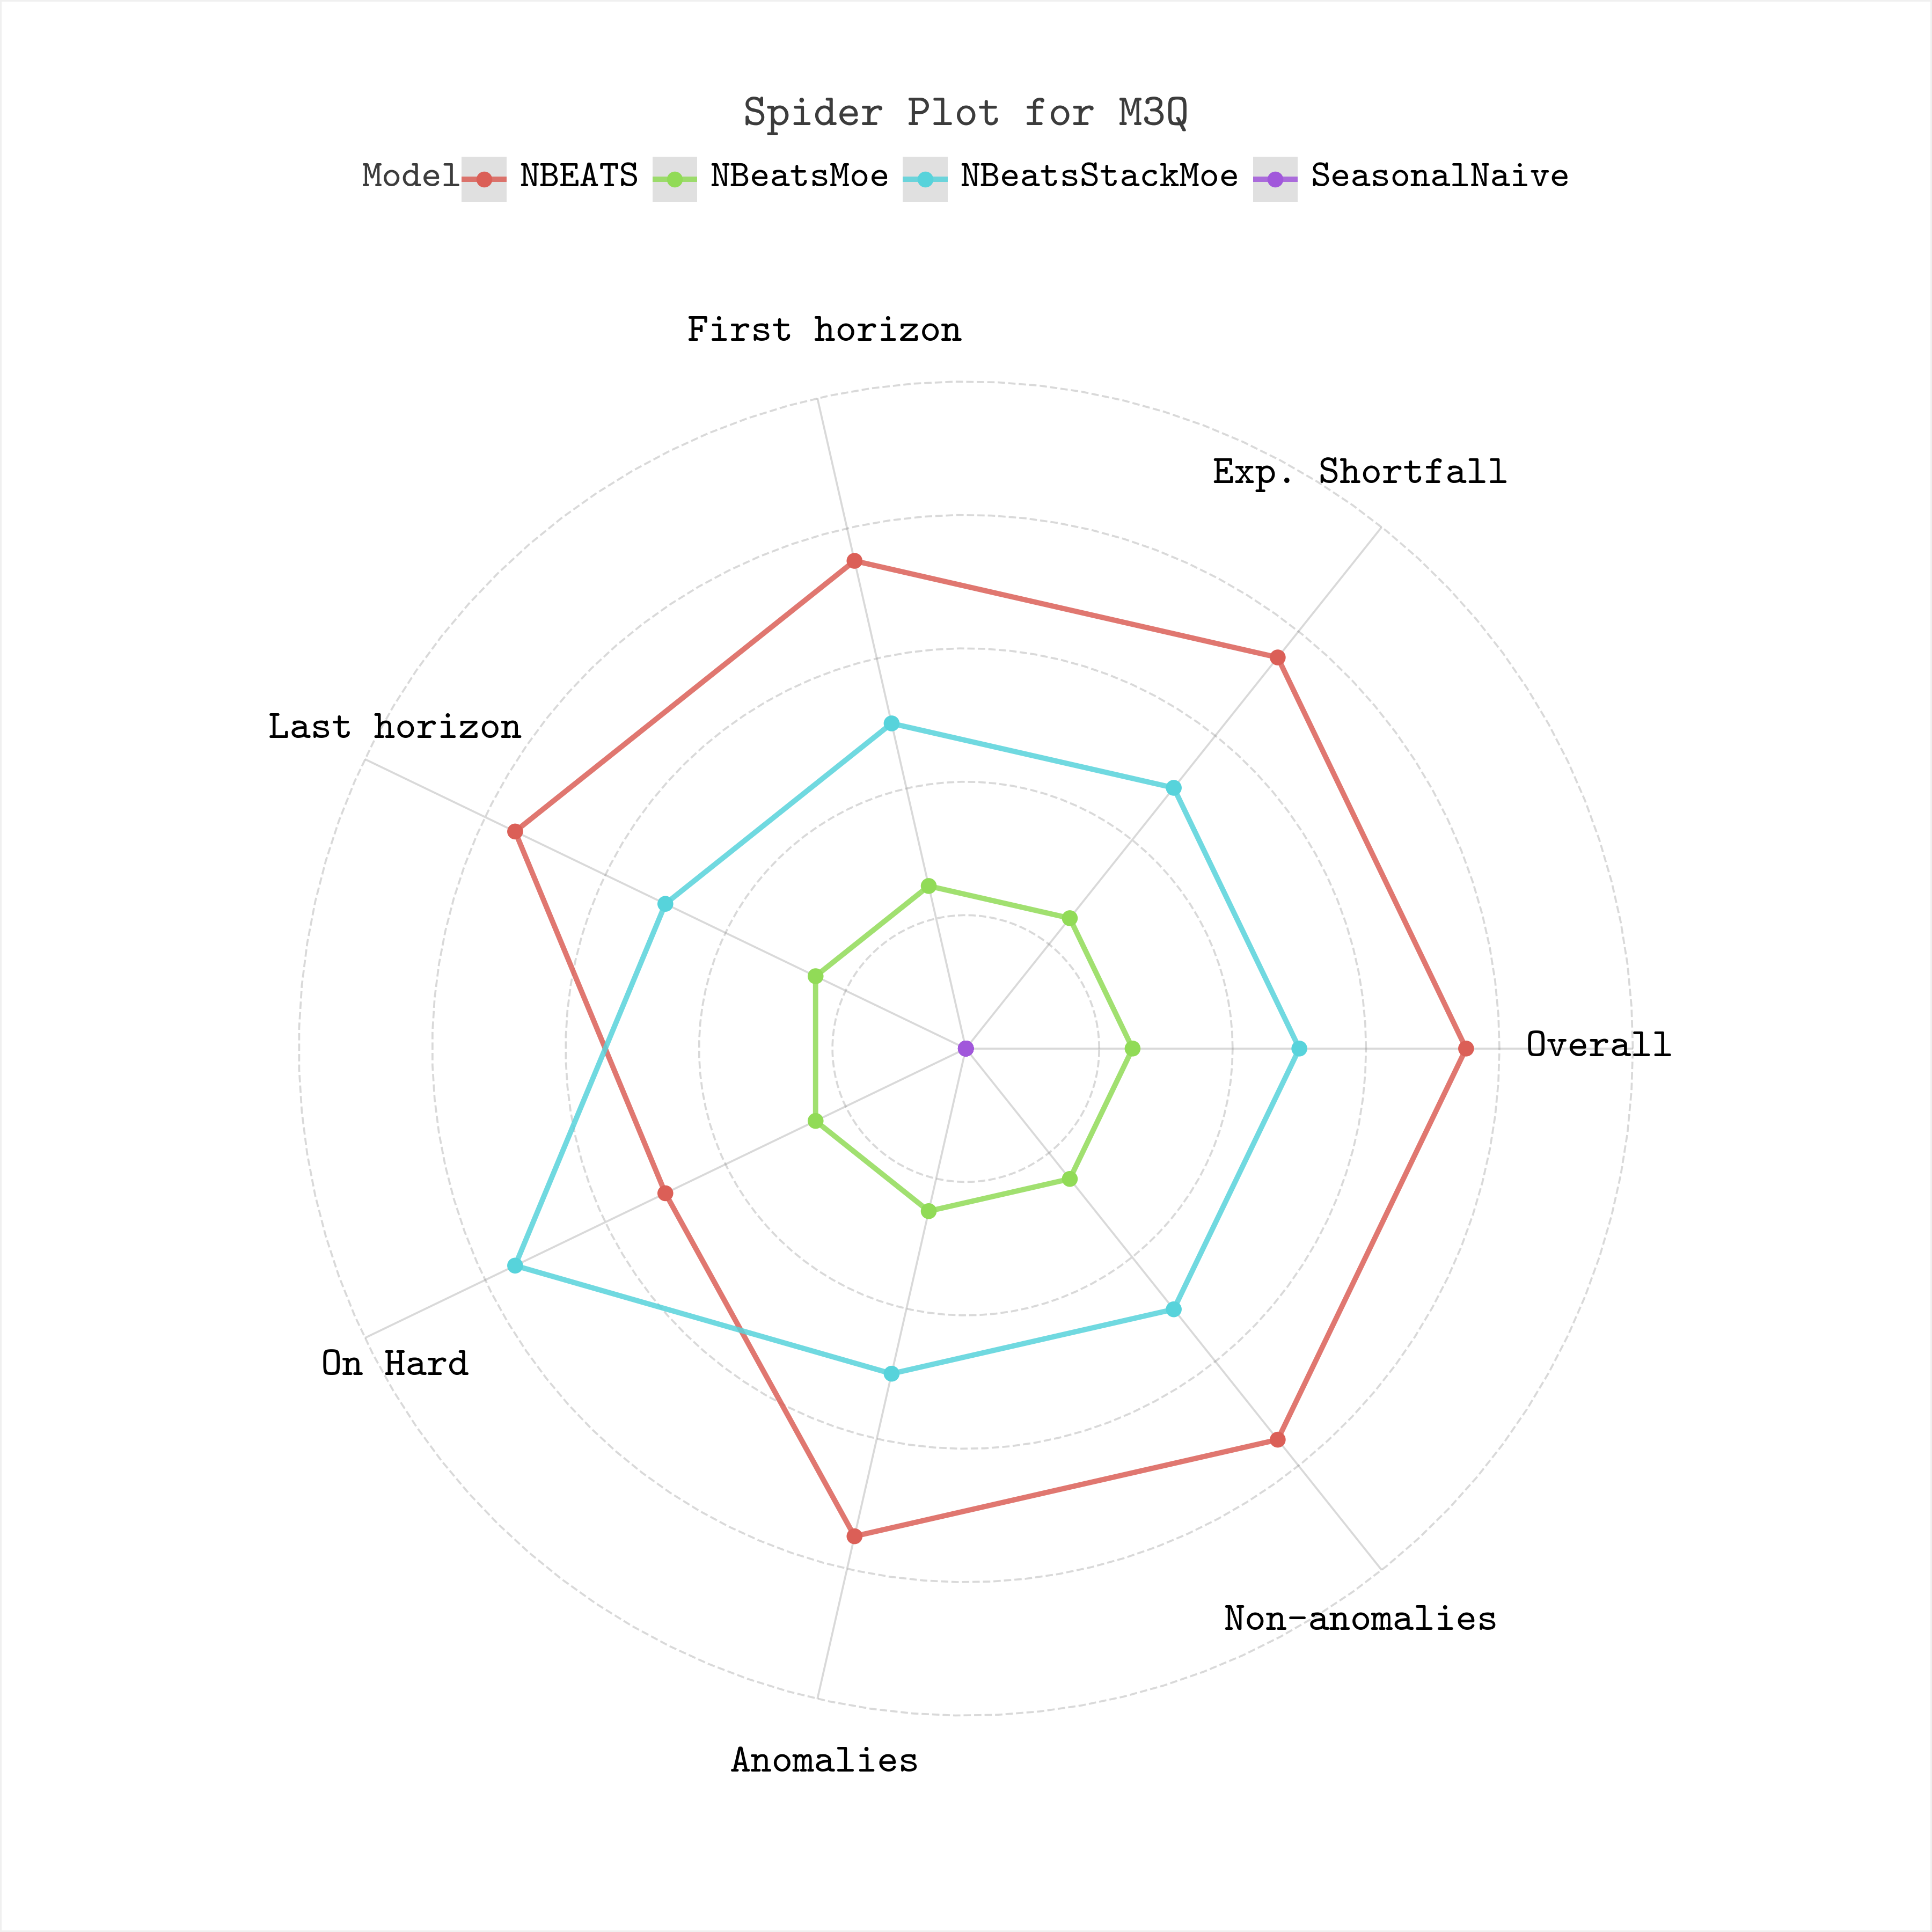 Spider Plot for M3Q
Model NBEATS NBeatsMoe NBeatsStackMoe SeasonalNaive
First horizon
Exp. Shortfall
Last horizon
Overall
On Hard
Non-anomalies
Anomalies